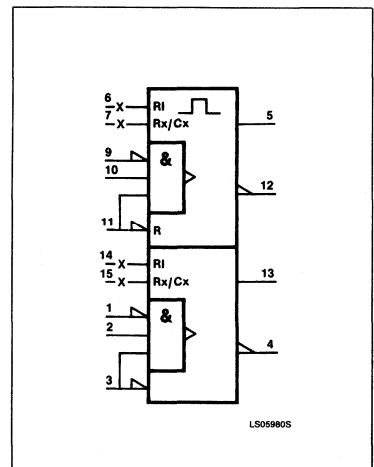 6 X RI
7 X Rx/Cx 5
9 &
10
12
11 R
14 X RI
15 X Rx/Cx 13
1 &
2
4
3
LS05980S